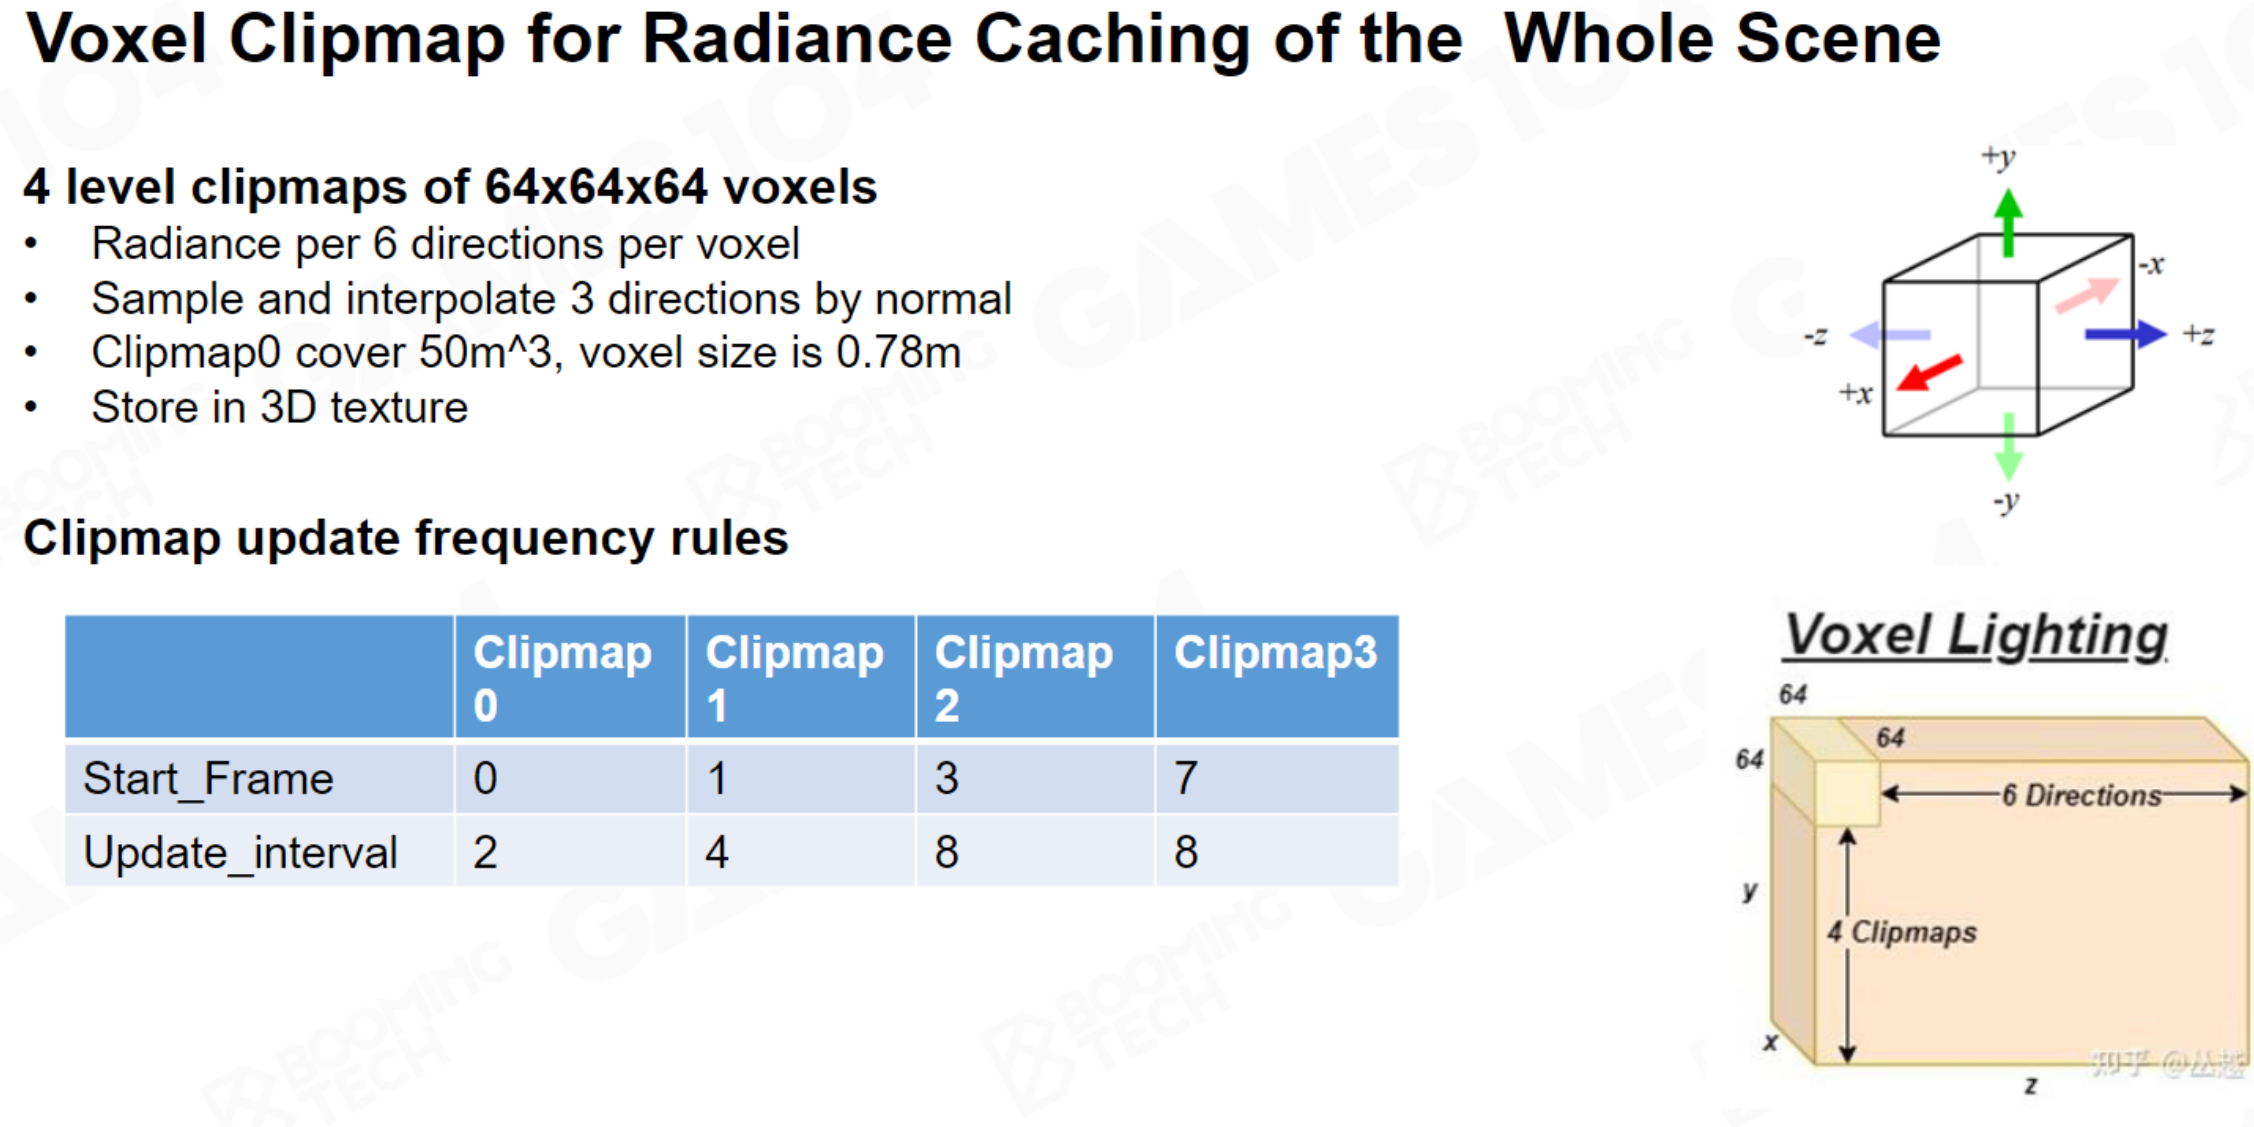 Voxel Clipmap for Radiance Caching of the Whole Scene
4 level clipmaps of 64x64x64 voxels
• Radiance per 6 directions per voxel
• Sample and interpolate 3 directions by normal
• Clipmap0 cover 50m^3, voxel size is 0.78m
• Store in 3D texture
+y
-x
-z
+z
+x
-y
Clipmap update frequency rules
Clipmap 0 Clipmap 1 Clipmap 2 Clipmap3
Start_Frame 0 1 3 7
Update_interval 2 4 8 8
Voxel Lighting
64
64
64
6 Directions
y
4 Clipmaps
x
z
知乎 @丛越
GAMES104
BOOMING TECH